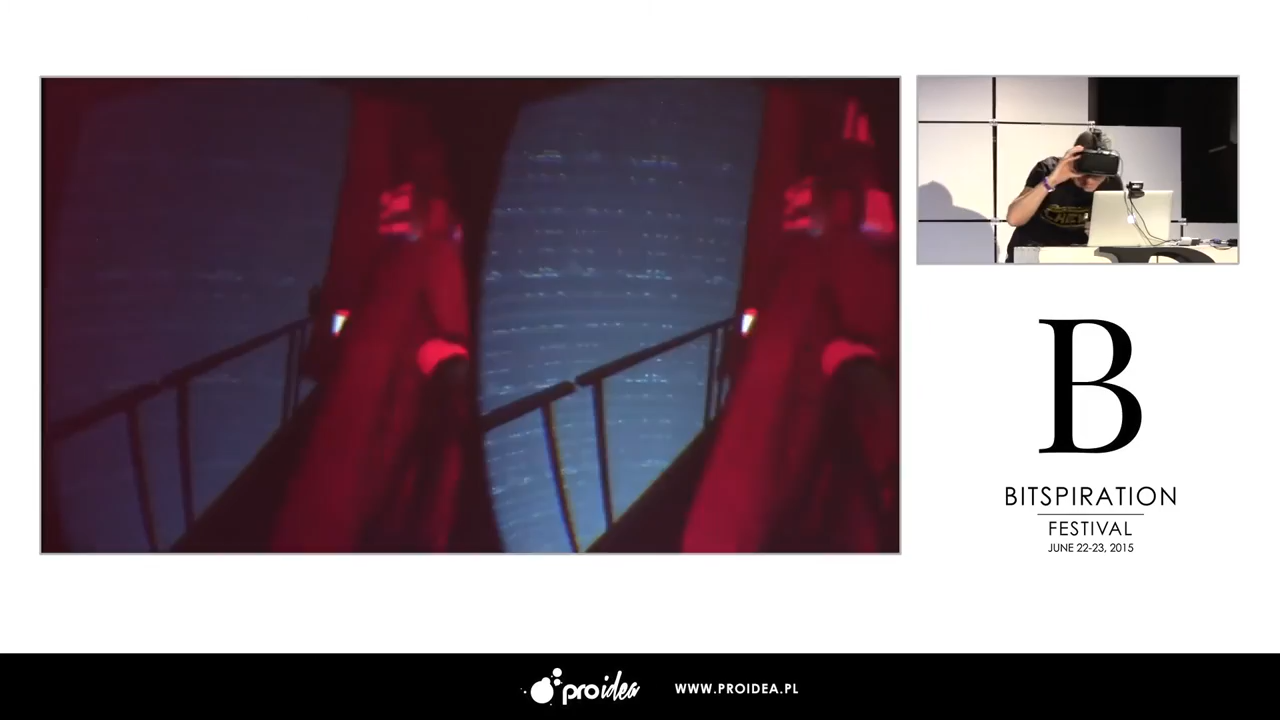 B
BITSPIRATION
FESTIVAL
JUNE 22-23, 2015
proidea
WWW.PROIDEA.PL